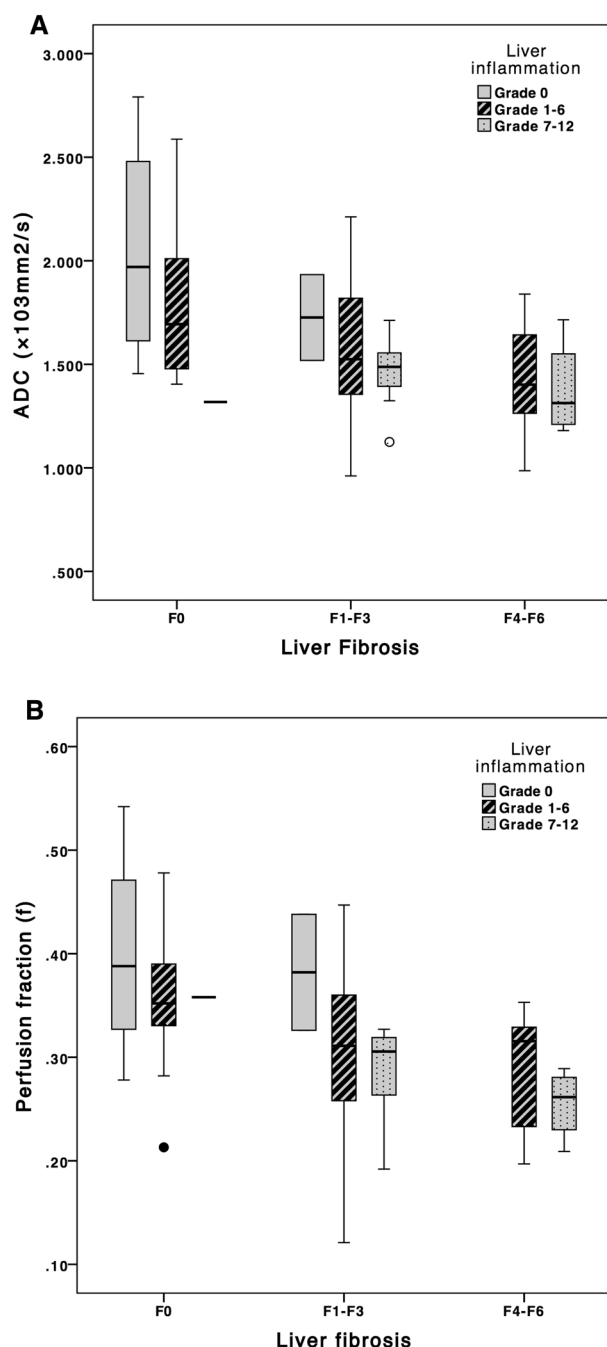 A
3.000
2.500
2.000
1.500
1.000
.500
ADC (×103mm2/s)
Liver
inflammation
Grade 0
Grade 1-6
Grade 7-12
F0
F1-F3
F4-F6
Liver Fibrosis
B
.60
.50
.40
.30
.20
.10
Perfusion fraction (f)
Liver
inflammation
Grade 0
Grade 1-6
Grade 7-12
F0
F1-F3
F4-F6
Liver fibrosis